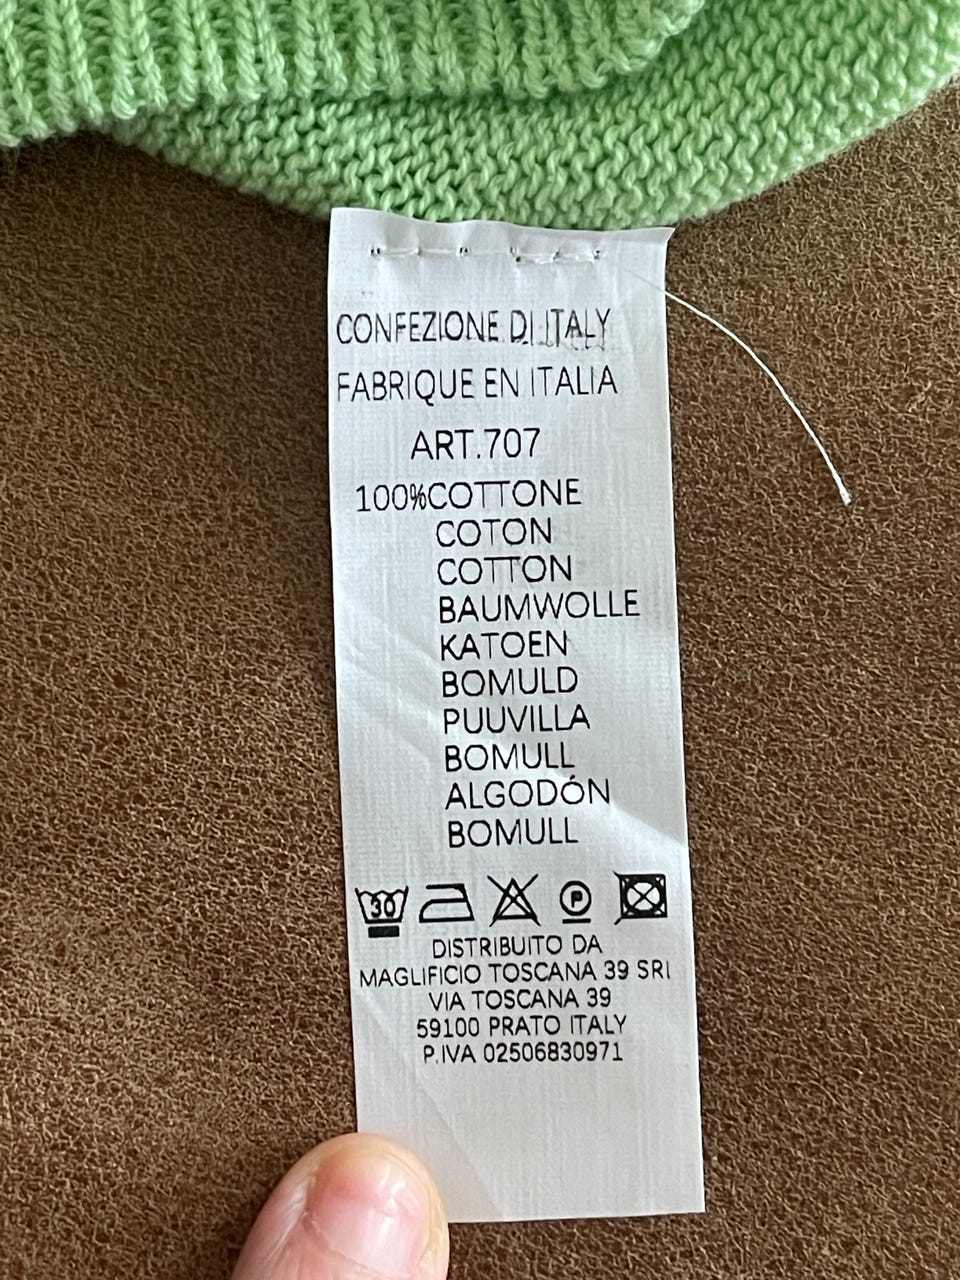 CONFEZIONE DI ITALY
FABRIQUE EN ITALIA
ART.707
100%COTTONE
COTON
COTTON
BAUMWOLLE
KATOEN
BOMULD
PUUVILLA
BOMULL
ALGODÓN
BOMULL
30 P
DISTRIBUITO DA
MAGLIFICIO TOSCANA 39 SRL
VIA TOSCANA 39
59100 PRATO ITALY
P.IVA 02506830971